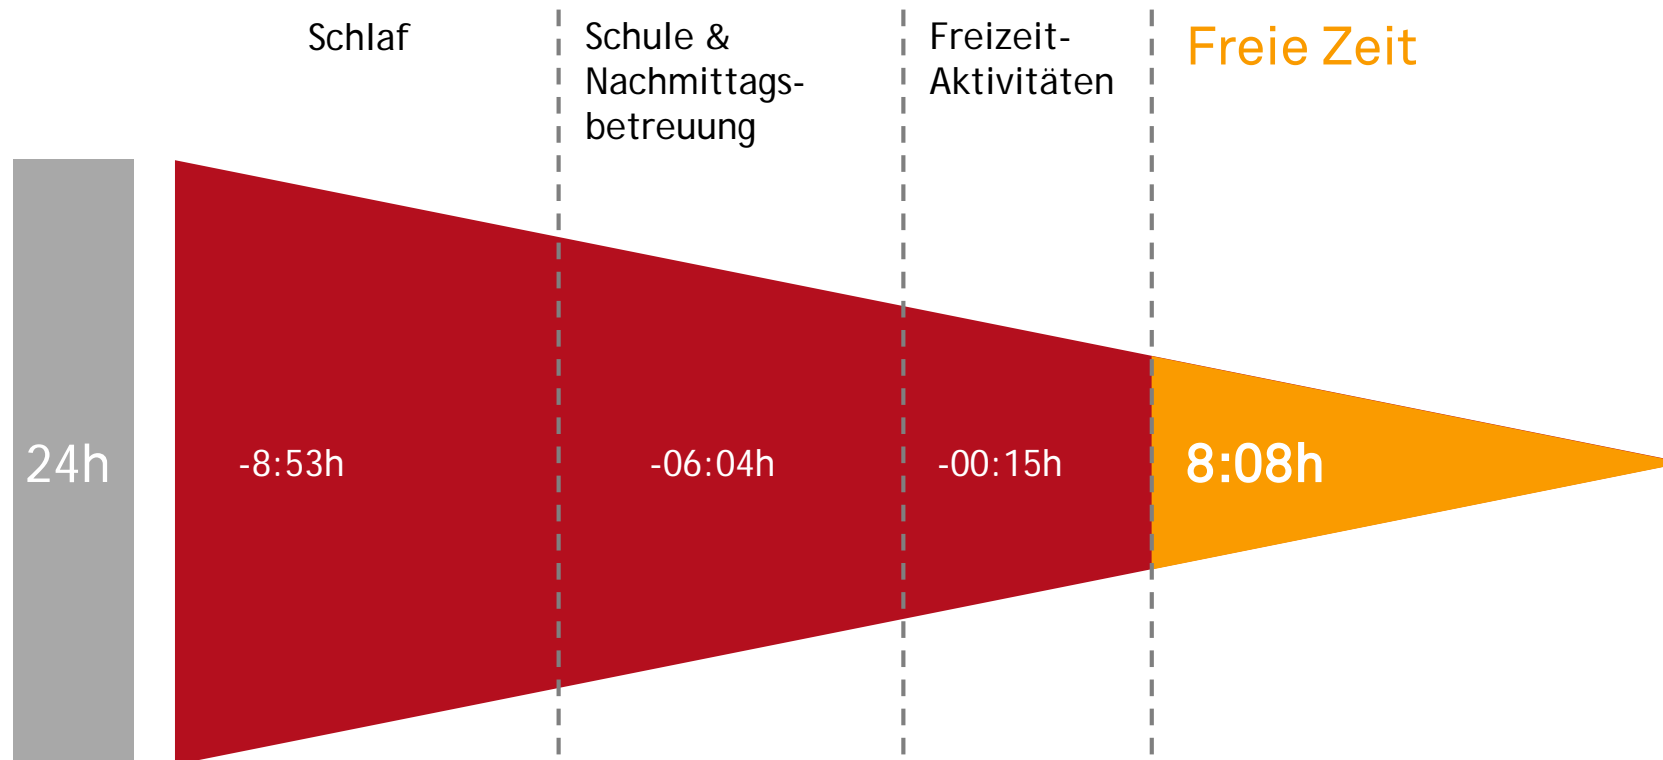 Schlaf
Schule &
Nachmittags-
betreuung
Freizeit-
Aktivitäten
Freie Zeit
24h
-8:53h
-06:04h
-00:15h
8:08h